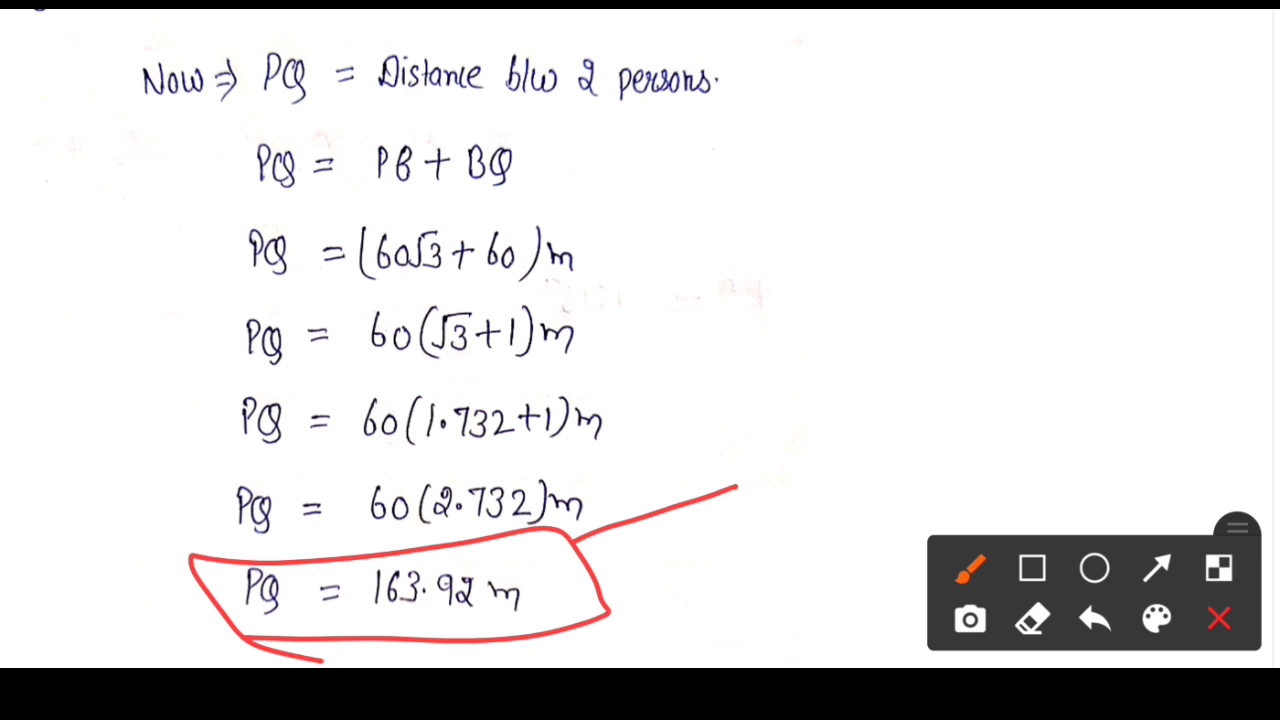 Now ⇒ PQ = Distance b/w 2 persons.
PQ = PB + BQ
PQ = (60√3 + 60) m
PQ = 60(√3 + 1) m
PQ = 60(1.732 + 1) m
PQ = 60(2.732) m
PQ = 163.92 m